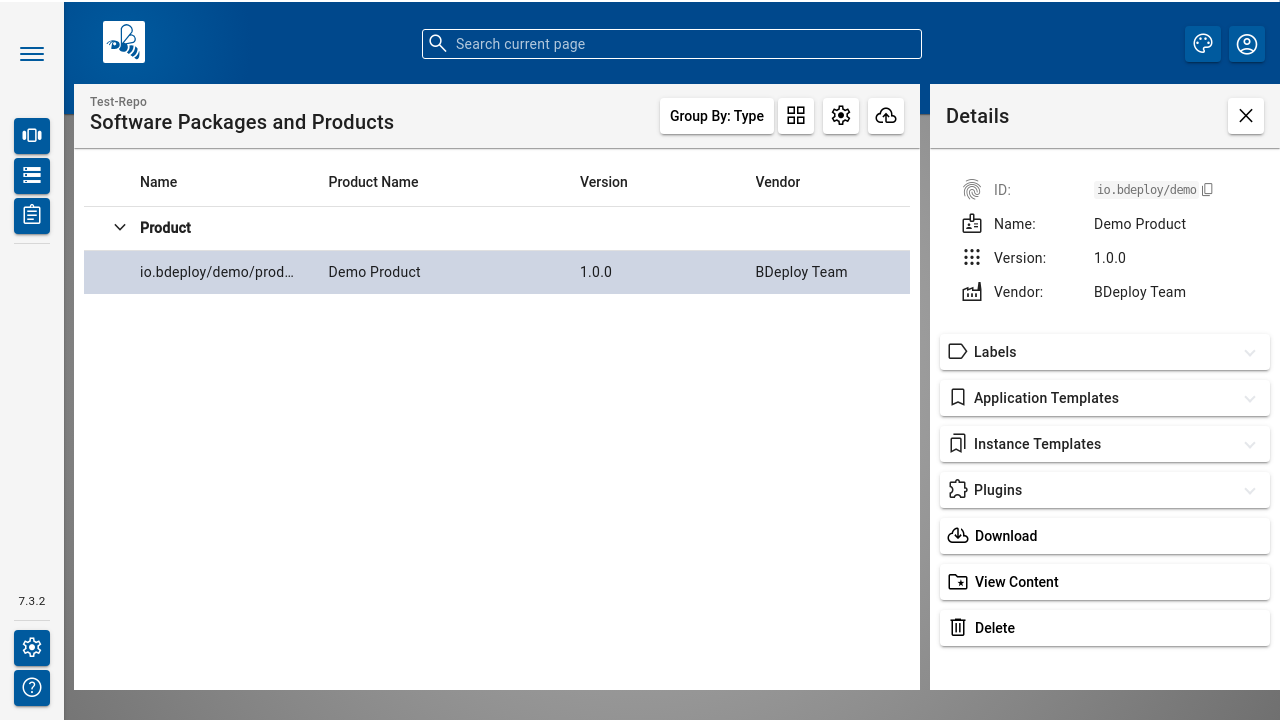 Search current page
Test-Repo
Software Packages and Products
Group By: Type
Details
Name Product Name Version Vendor
Product
io.bdeploy/demo/prod… Demo Product 1.0.0 BDeploy Team
ID: io.bdeploy/demo
Name: Demo Product
Version: 1.0.0
Vendor: BDeploy Team
Labels
Application Templates
Instance Templates
Plugins
Download
View Content
Delete
7.3.2